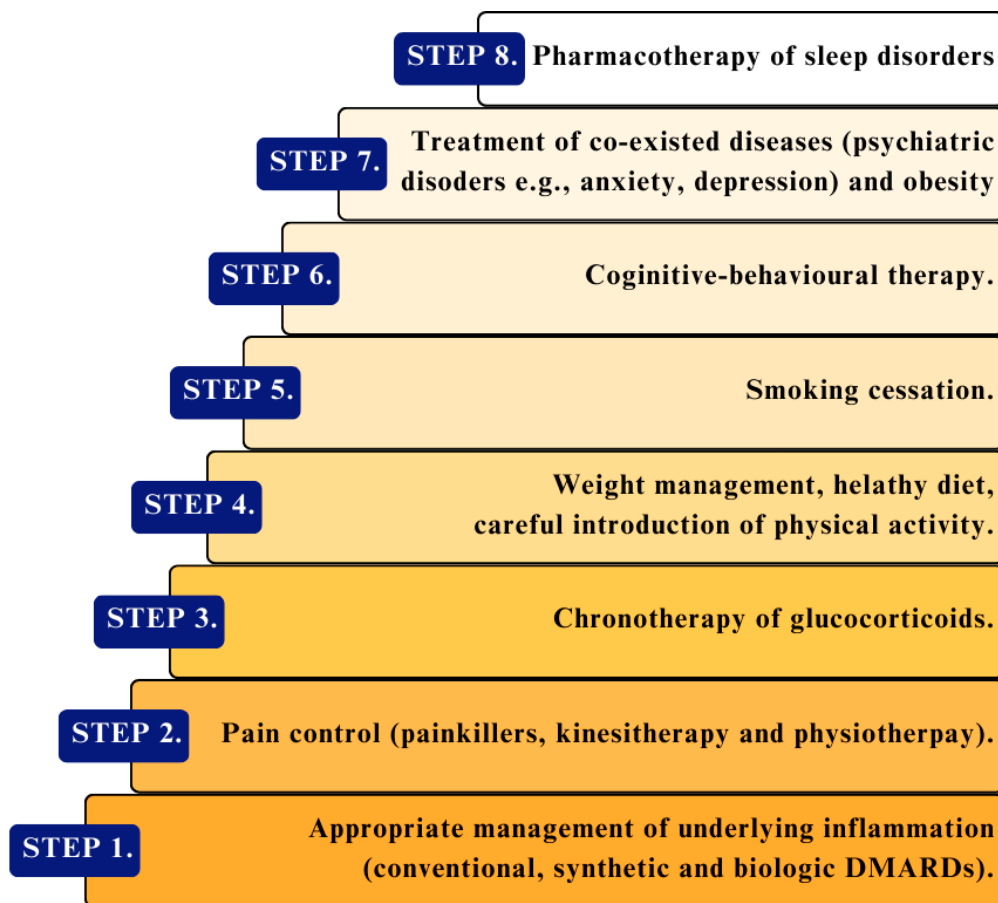 STEP 8. Pharmacotherapy of sleep disorders
STEP 7. Treatment of co-existed diseases (psychiatric
disoders e.g., anxiety, depression) and obesity
STEP 6. Coginitive-behavioural therapy.
STEP 5. Smoking cessation.
STEP 4. Weight management, helathy diet,
careful introduction of physical activity.
STEP 3. Chronotherapy of glucocorticoids.
STEP 2. Pain control (painkillers, kinesitherapy and physiotherpay).
STEP 1. Appropriate management of underlying inflammation
(conventional, synthetic and biologic DMARDs).